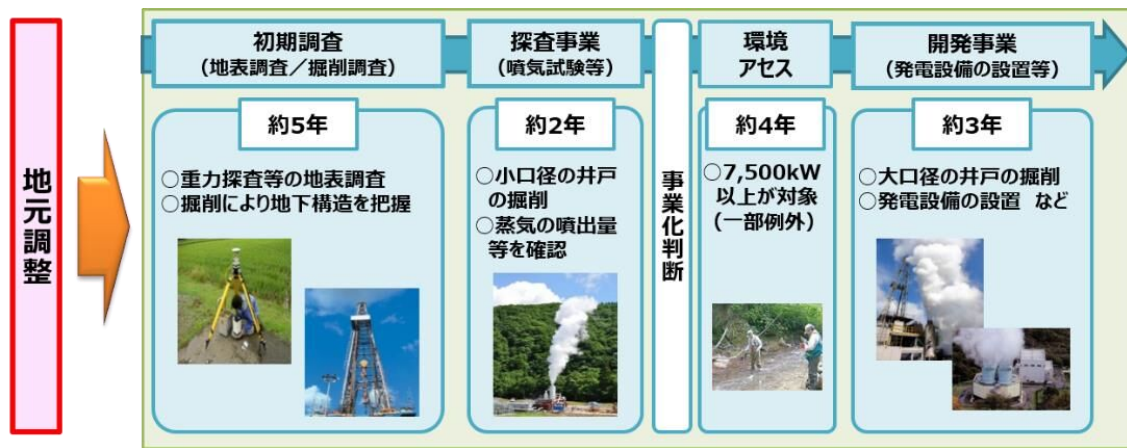 地元調整
初期調査
(地表調査/掘削調査)
約5年
○重力探査等の地表調査
○掘削により地下構造を把握
探査事業
(噴気試験等)
約2年
○小口径の井戸
の掘削
○蒸気の噴出量
等を確認
事業化判断
環境
アセス
約4年
○7,500kW
以上が対象
(一部例外)
開発事業
(発電設備の設置等)
約3年
○大口径の井戸の掘削
○発電設備の設置 など